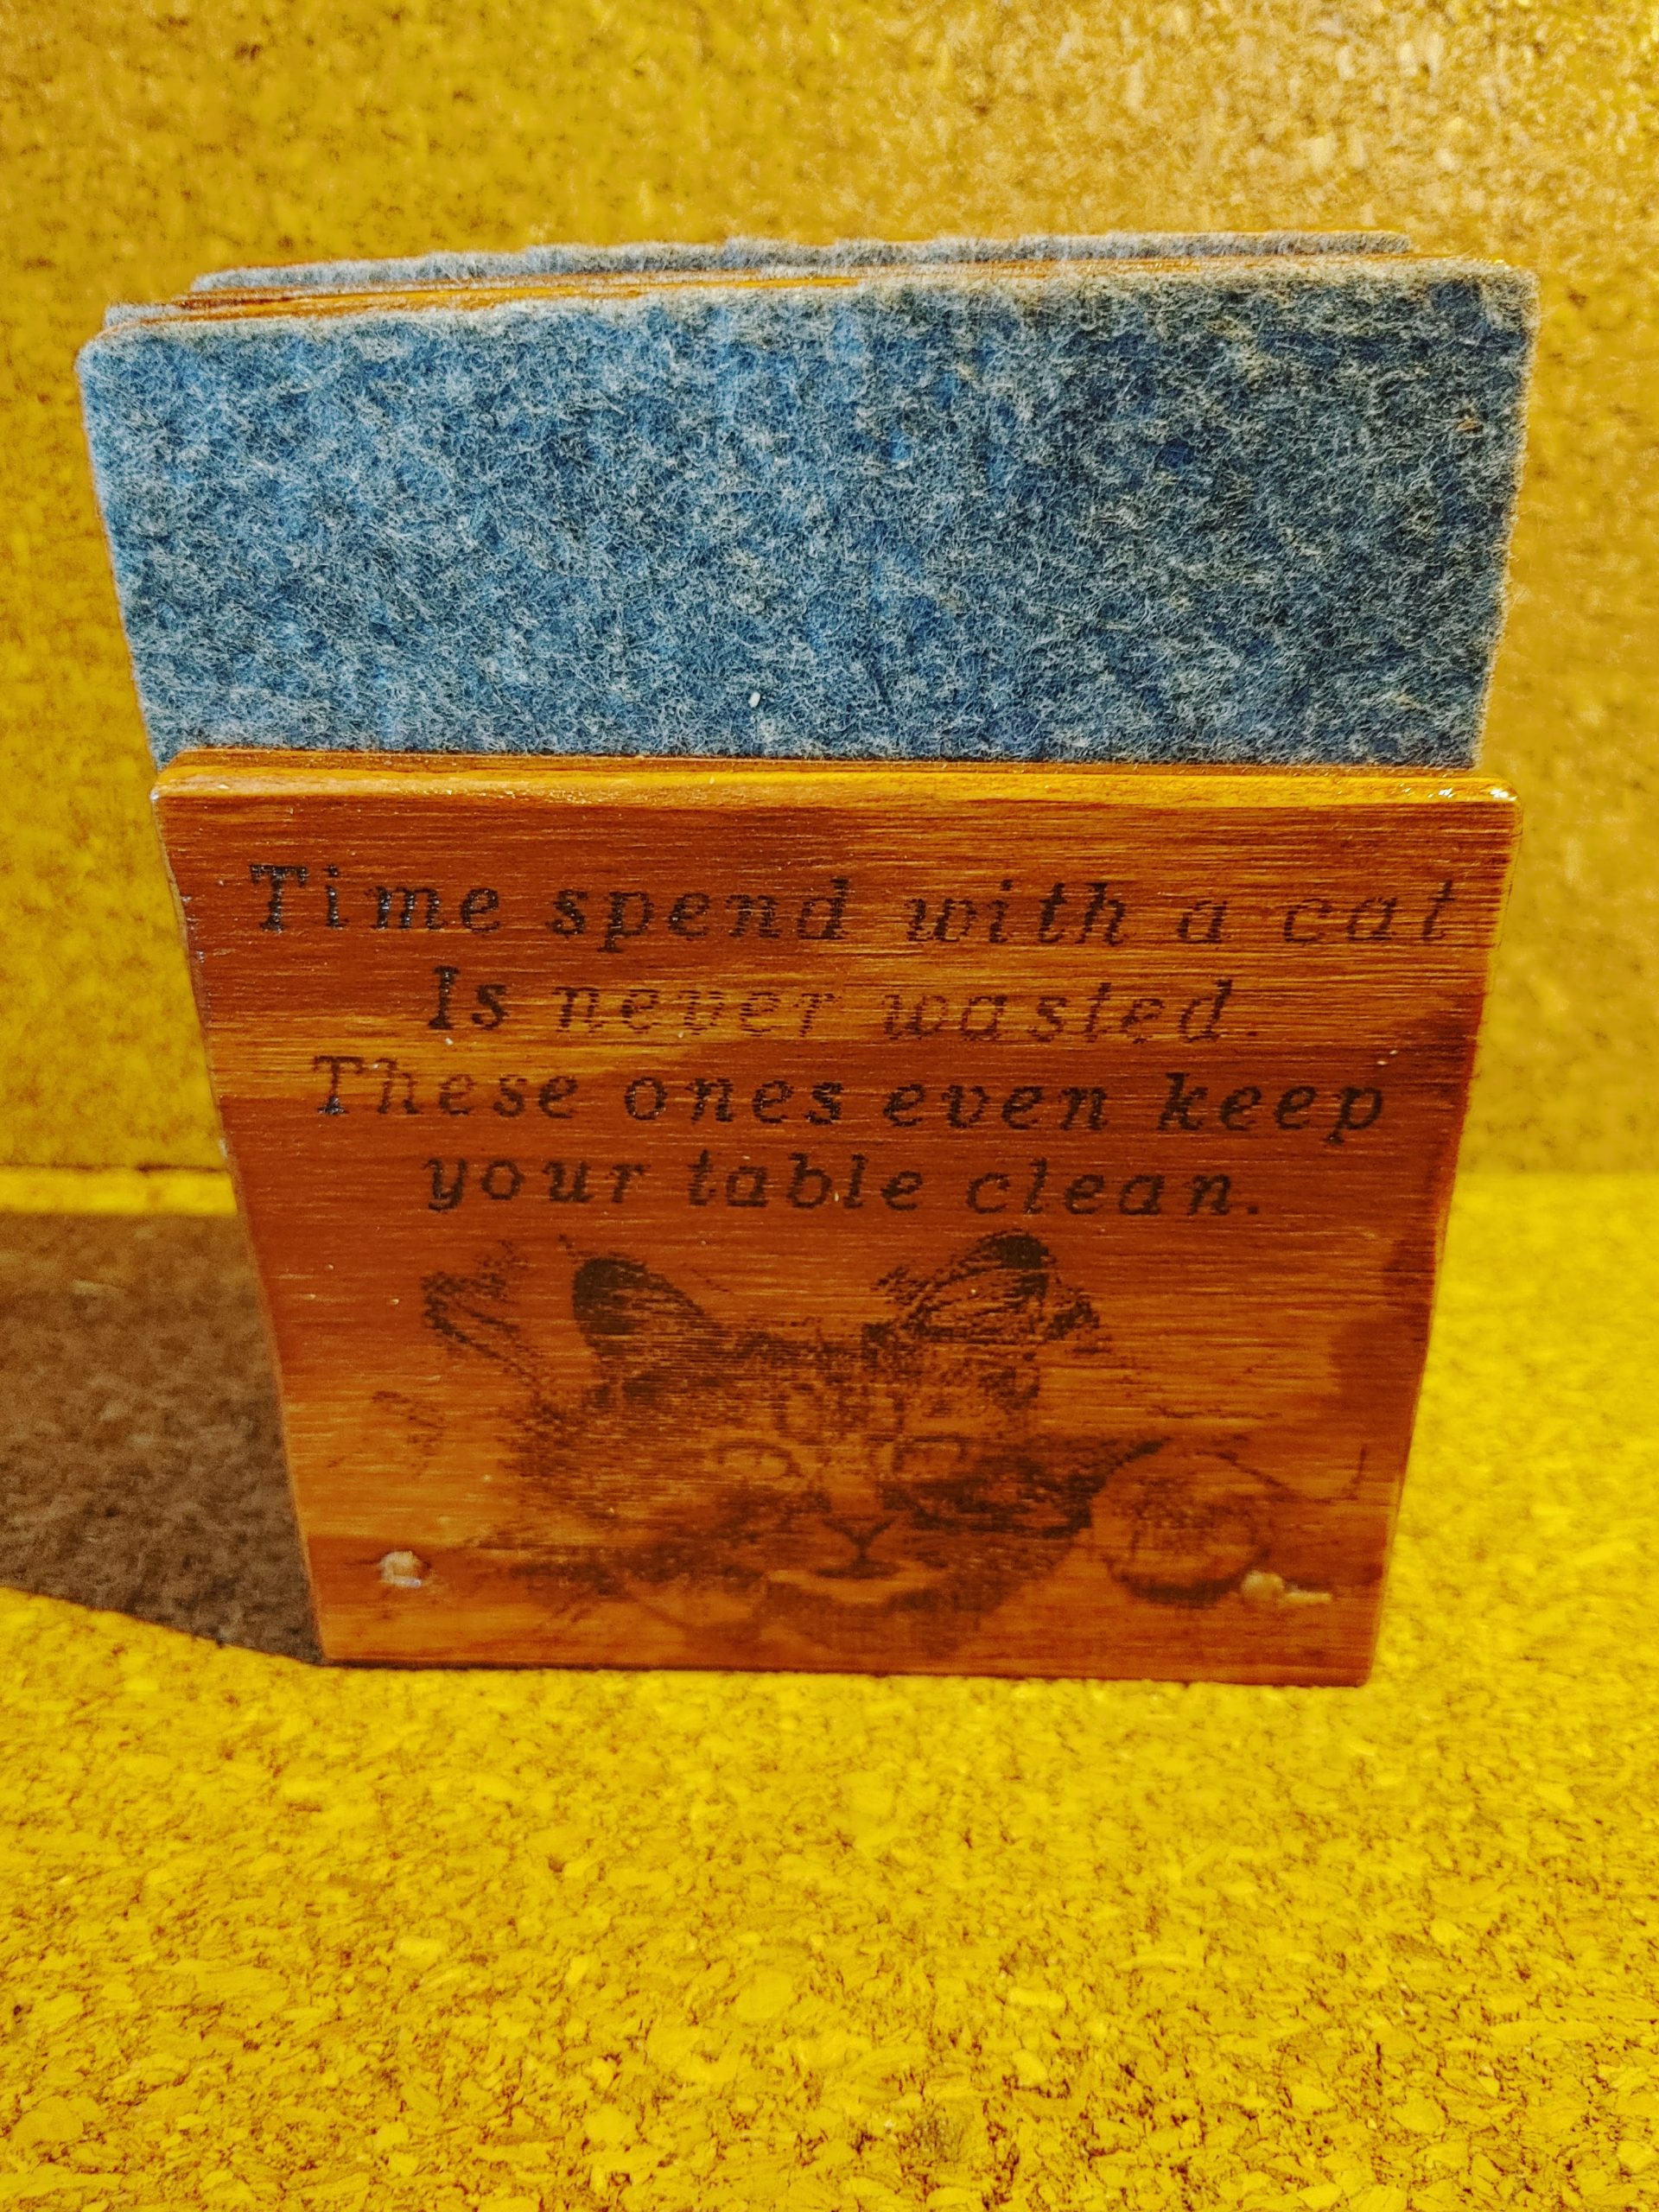 Time spend with a cat
Is never wasted.
These ones even keep
your table clean.